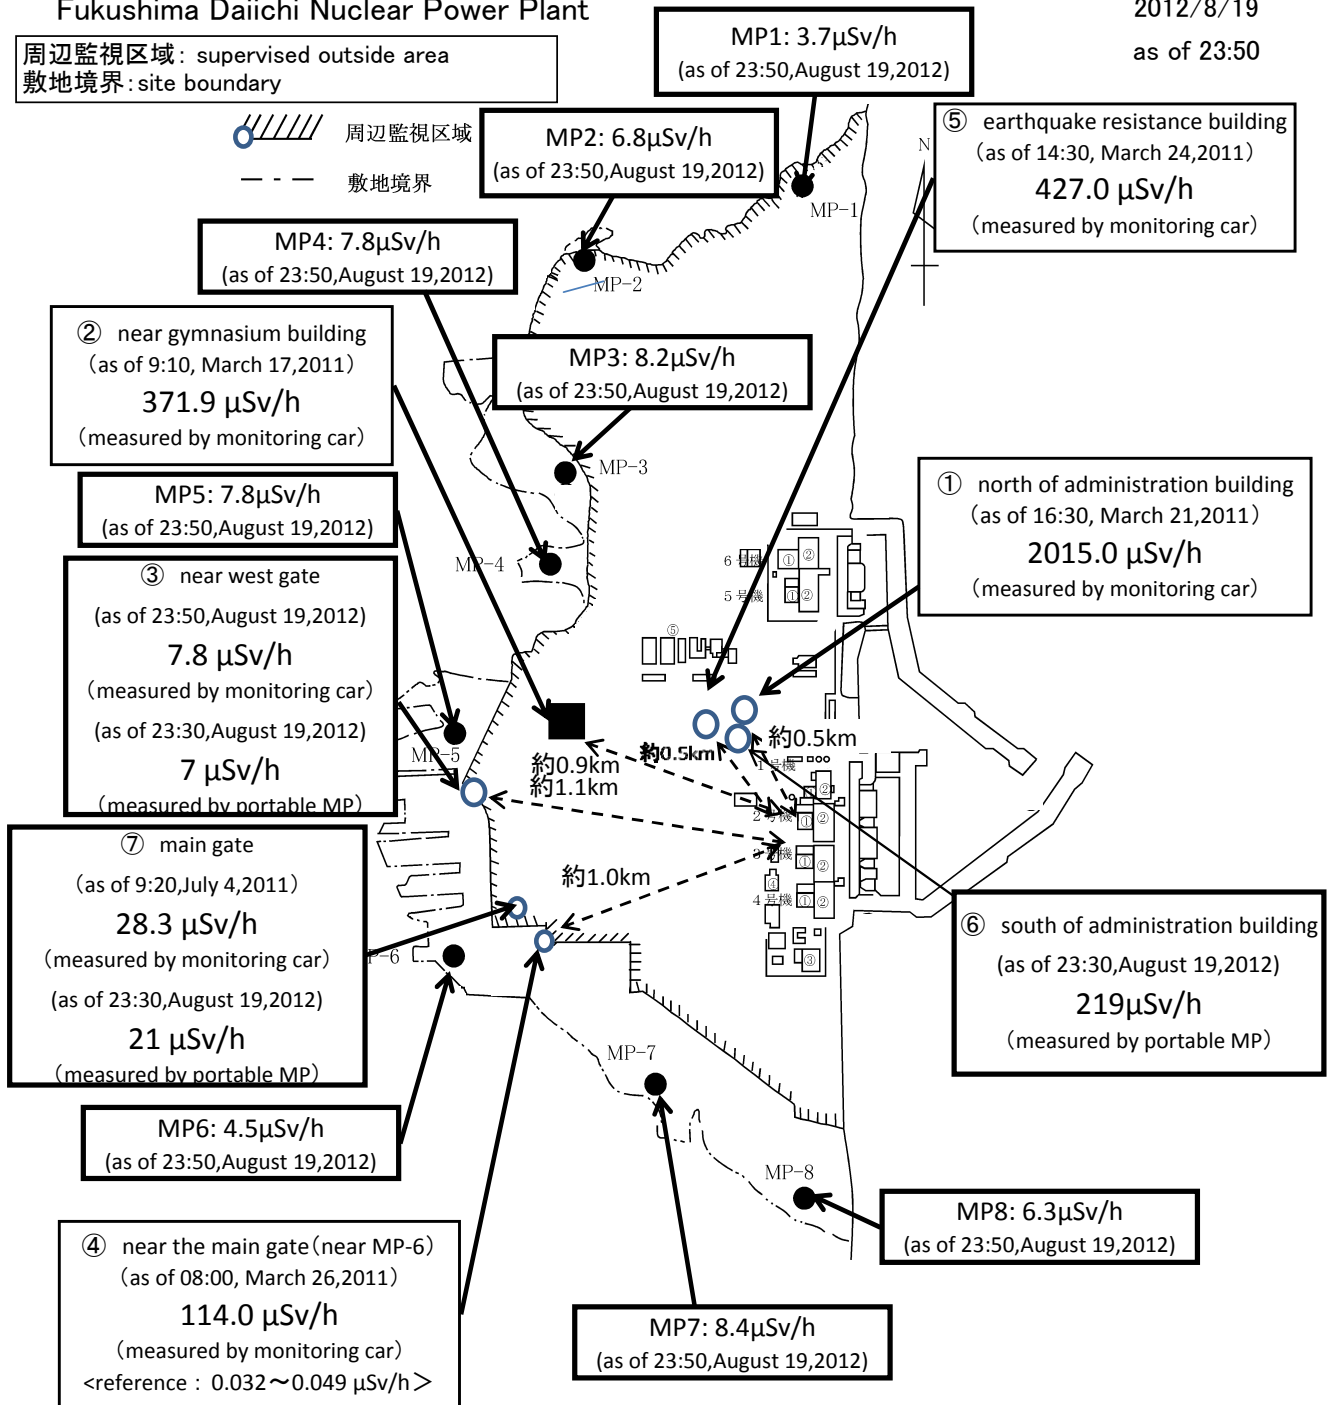 Fukushima Daiichi Nuclear Power Plant
2012/8/19
as of 23:50
周辺監視区域: supervised outside area
敷地境界:site boundary
周辺監視区域
敷地境界
MP1: 3.7μSv/h
(as of 23:50,August 19,2012)
MP2: 6.8μSv/h
(as of 23:50,August 19,2012)
⑤ earthquake resistance building
(as of 14:30, March 24,2011)
427.0 μSv/h
(measured by monitoring car)
N
MP-1
MP4: 7.8μSv/h
(as of 23:50,August 19,2012)
MP-2
② near gymnasium building
(as of 9:10, March 17,2011)
371.9 μSv/h
(measured by monitoring car)
MP3: 8.2μSv/h
(as of 23:50,August 19,2012)
MP-3
MP5: 7.8μSv/h
(as of 23:50,August 19,2012)
① north of administration building
(as of 16:30, March 21,2011)
2015.0 μSv/h
(measured by monitoring car)
MP-4
6号機
① ②
5号機
① ②
⑤
③ near west gate
(as of 23:50,August 19,2012)
7.8 μSv/h
(measured by monitoring car)
(as of 23:30,August 19,2012)
7 μSv/h
(measured by portable MP)
MP-5
約0.9km
約1.1km
約0.5km
約0.5km
1号機
②
2号機
① ②
3号機
① ②
④
4号機
① ②
③
約1.0km
⑦ main gate
(as of 9:20,July 4,2011)
28.3 μSv/h
(measured by monitoring car)
(as of 23:30,August 19,2012)
21 μSv/h
(measured by portable MP)
P-6
⑥ south of administration building
(as of 23:30,August 19,2012)
219μSv/h
(measured by portable MP)
MP-7
MP6: 4.5μSv/h
(as of 23:50,August 19,2012)
MP-8
MP8: 6.3μSv/h
(as of 23:50,August 19,2012)
④ near the main gate(near MP-6)
(as of 08:00, March 26,2011)
114.0 μSv/h
(measured by monitoring car)
<reference : 0.032～0.049 μSv/h>
MP7: 8.4μSv/h
(as of 23:50,August 19,2012)